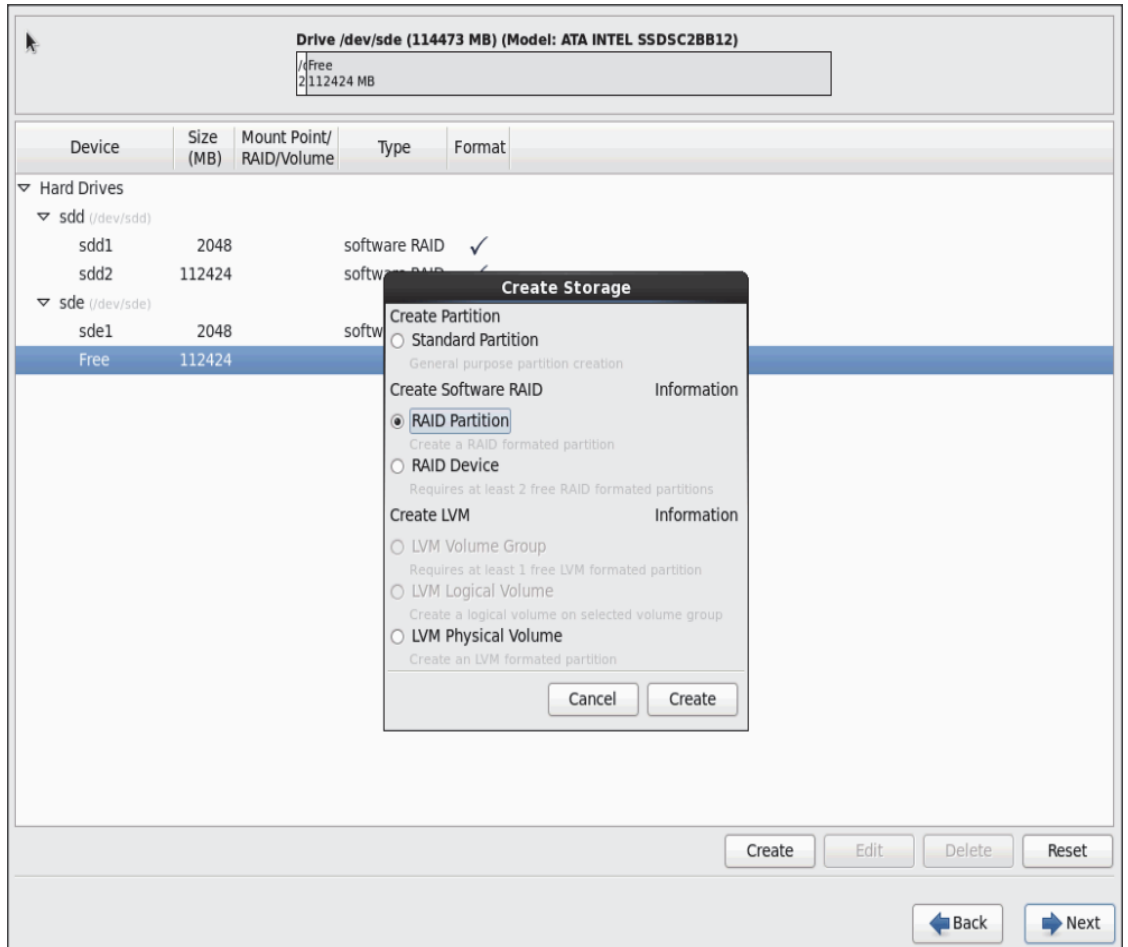 Drive /dev/sde (114473 MB) (Model: ATA INTEL SSDSC2BB12)
Free
2 112424 MB
Device Size (MB) Mount Point/ RAID/Volume Type Format
Hard Drives
sdd (/dev/sdd)
sdd1 2048 software RAID ✓
sdd2 112424 software RAID
sde (/dev/sde)
sde1 2048 softw
Free 112424
Create Storage
Create Partition
Standard Partition
General purpose partition creation
Create Software RAID Information
RAID Partition
Create a RAID formated partition
RAID Device
Requires at least 2 free RAID formated partitions
Create LVM Information
LVM Volume Group
Requires at least 1 free LVM formated partition
LVM Logical Volume
Create a logical volume on selected volume group
LVM Physical Volume
Create an LVM formated partition
Cancel Create
Create Edit Delete Reset
Back Next